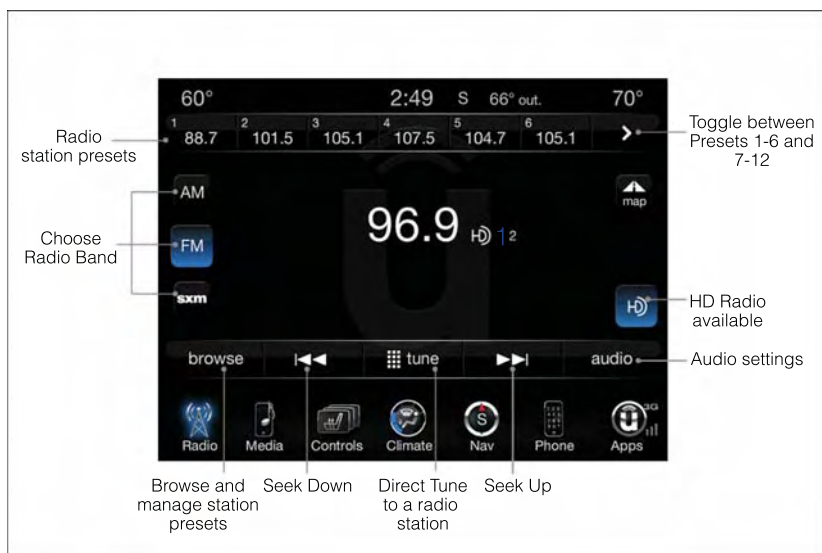 60° 2:49 S 66° out. 70°
1 88.7 2 101.5 3 105.1 4 107.5 5 104.7 6 105.1
Radio
station presets
Toggle between
Presets 1-6 and
7-12
AM
map
96.9 HD 1 2
Choose
Radio Band
FM
sxm
HD
HD Radio
available
browse tune audio
Audio settings
S
3G
Radio Media Controls Climate Nav Phone Apps
Browse and
manage station
presets
Seek Down
Direct Tune
to a radio
station
Seek Up